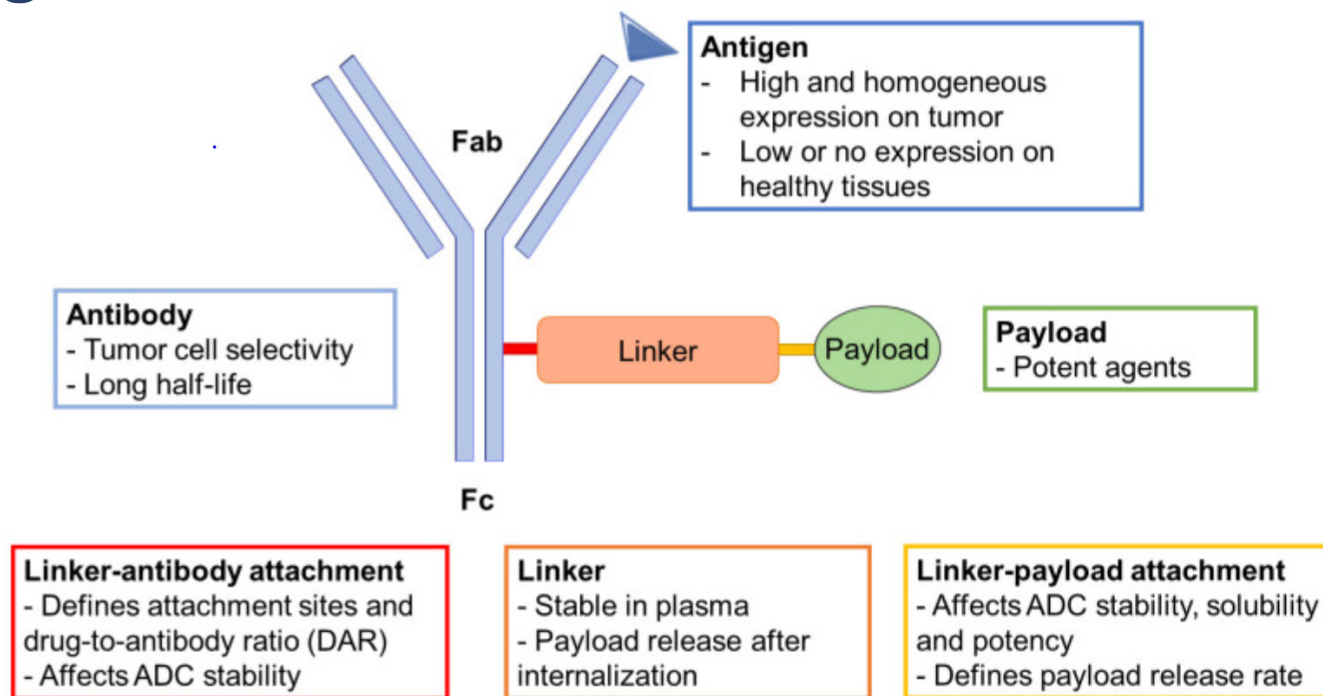 Antigen
- High and homogeneous
expression on tumor
- Low or no expression on
healthy tissues
Fab
Antibody
- Tumor cell selectivity
- Long half-life
Linker
Payload
Payload
- Potent agents
Fc
Linker-antibody attachment
- Defines attachment sites and
drug-to-antibody ratio (DAR)
- Affects ADC stability
Linker
- Stable in plasma
- Payload release after
internalization
Linker-payload attachment
- Affects ADC stability, solubility
and potency
- Defines payload release rate